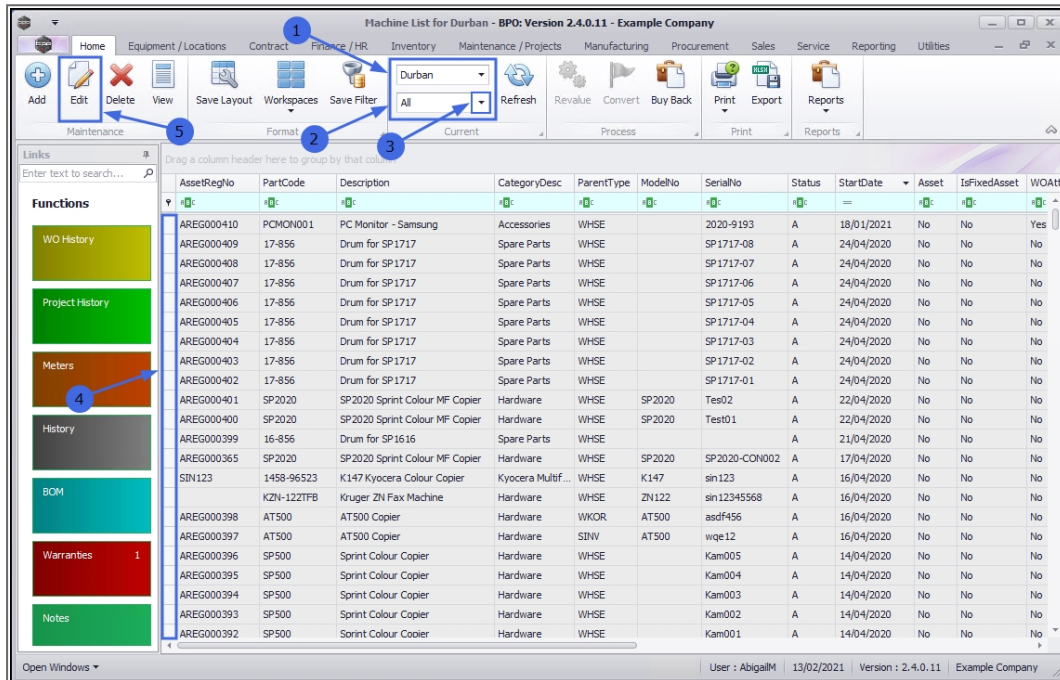 Machine List for Durban - BPO: Version 2.4.0.11 - Example Company
1
Home Equipment / Locations Contract Finance / HR Inventory Maintenance / Projects Manufacturing Procurement Sales Service Reporting Utilities
Durban
All
Add Edit Delete View Save Layout Workspaces Save Filter Refresh Revalue Convert Buy Back Print Export Reports
Maintenance Format Current Process Print Reports
5 2 3
Links
Enter text to search...
Drag a column header here to group by that column
AssetRegNo PartCode Description CategoryDesc ParentType ModelNo SerialNo Status StartDate Asset IsFixedAsset WOAtt
Functions
WO History
Project History
Meters
4
History
BOM
Warranties 1
Notes
AREG000410 PCMON001 PC Monitor - Samsung Accessories WHSE 2020-9193 A 18/01/2021 No No Yes
AREG000409 17-856 Drum for SP1717 Spare Parts WHSE SP1717-08 A 24/04/2020 No No No
AREG000408 17-856 Drum for SP1717 Spare Parts WHSE SP1717-07 A 24/04/2020 No No No
AREG000407 17-856 Drum for SP1717 Spare Parts WHSE SP1717-06 A 24/04/2020 No No No
AREG000406 17-856 Drum for SP1717 Spare Parts WHSE SP1717-05 A 24/04/2020 No No No
AREG000405 17-856 Drum for SP1717 Spare Parts WHSE SP1717-04 A 24/04/2020 No No No
AREG000404 17-856 Drum for SP1717 Spare Parts WHSE SP1717-03 A 24/04/2020 No No No
AREG000403 17-856 Drum for SP1717 Spare Parts WHSE SP1717-02 A 24/04/2020 No No No
AREG000402 17-856 Drum for SP1717 Spare Parts WHSE SP1717-01 A 24/04/2020 No No No
AREG000401 SP2020 SP2020 Sprint Colour MF Copier Hardware WHSE SP2020 Tes02 A 22/04/2020 No No No
AREG000400 SP2020 SP2020 Sprint Colour MF Copier Hardware WHSE SP2020 Test01 A 22/04/2020 No No No
AREG000399 16-856 Drum for SP1616 Spare Parts WHSE A 21/04/2020 No No No
AREG000365 SP2020 SP2020 Sprint Colour MF Copier Hardware WHSE SP2020 SP2020-CON002 A 17/04/2020 No No No
SIN123 1458-96523 K147 Kyocera Colour Copier Kyocera Multif... WHSE K147 sin123 A 16/04/2020 No No No
KZN-122TFB Kruger ZN Fax Machine Hardware WHSE ZN122 sin12345568 A 16/04/2020 No No No
AREG000398 AT500 AT500 Copier Hardware WKOR AT500 asdf456 A 16/04/2020 No No No
AREG000397 AT500 AT500 Copier Hardware SINV AT500 wqe12 A 16/04/2020 No No No
AREG000396 SP500 Sprint Colour Copier Hardware WHSE Kam005 A 14/04/2020 No No No
AREG000395 SP500 Sprint Colour Copier Hardware WHSE Kam004 A 14/04/2020 No No No
AREG000394 SP500 Sprint Colour Copier Hardware WHSE Kam003 A 14/04/2020 No No No
AREG000393 SP500 Sprint Colour Copier Hardware WHSE Kam002 A 14/04/2020 No No No
AREG000392 SP500 Sprint Colour Copier Hardware WHSE Kam001 A 14/04/2020 No No No
Open Windows User : AbigailM 13/02/2021 Version : 2.4.0.11 Example Company